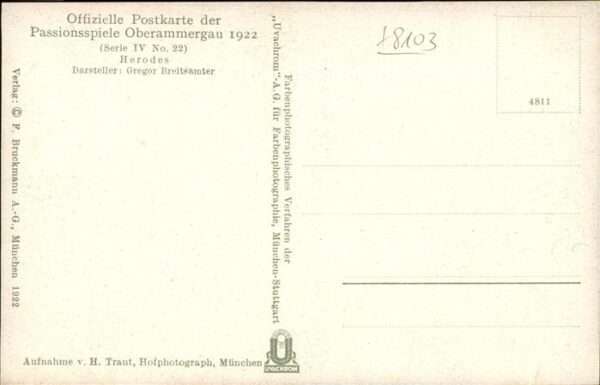 Offizielle Postkarte der
Passionsspiele Oberammergau 1922
(Serie IV No. 22)
Herodes
Darsteller: Gregor Breitsamter
Verlag: © F. Bruckmann A.-G., München 1922
Aufnahme v. H. Traut, Hofphotograph, München
Farbenphotographisches Verfahren der
„Uvachrom“-A.G. für Farbenphotographie, München-Stuttgart
UVACHROM
8103
4811